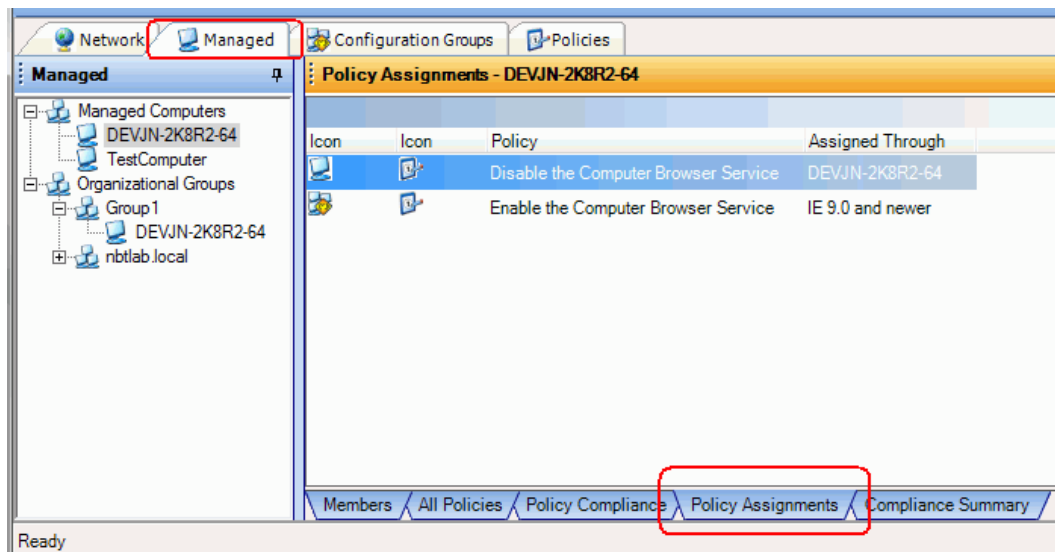 Network Managed Configuration Groups Policies
Managed
Policy Assignments - DEVJN-2K8R2-64
Managed Computers
DEVJN-2K8R2-64
TestComputer
Organizational Groups
Group1
DEVJN-2K8R2-64
nbtlab.local
Icon Icon Policy Assigned Through
Disable the Computer Browser Service DEVJN-2K8R2-64
Enable the Computer Browser Service IE 9.0 and newer
Members All Policies Policy Compliance Policy Assignments Compliance Summary
Ready